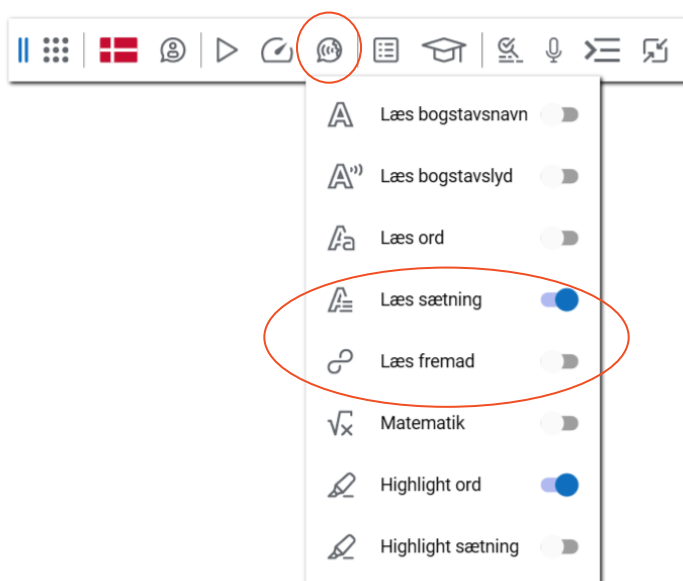 Læs bogstavsnavn
Læs bogstavslyd
Læs ord
Læs sætning
Læs fremad
Matematik
Highlight ord
Highlight sætning